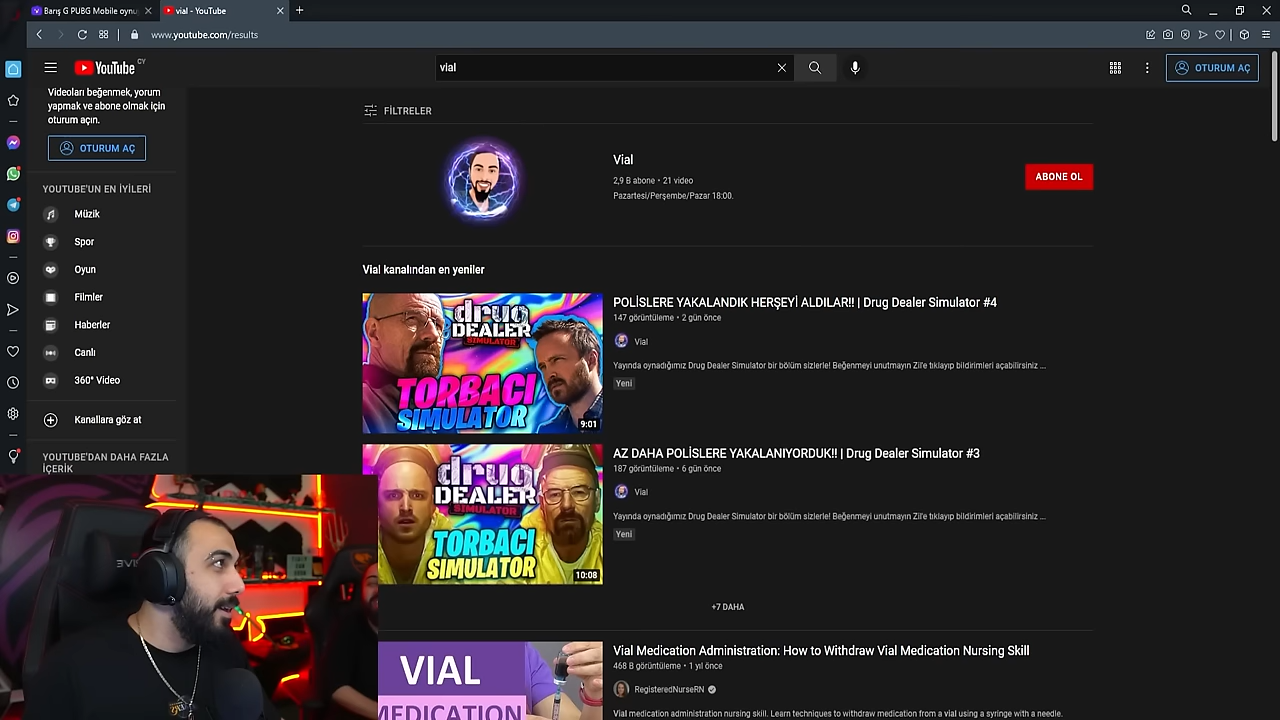 Barış G PUBG Mobile oynu
vial - YouTube
www.youtube.com/results
YouTube CY
vial
OTURUM AÇ
Videoları beğenmek, yorum
yapmak ve abone olmak için
oturum açın.
OTURUM AÇ
YOUTUBE'UN EN İYİLERİ
Müzik
Spor
Oyun
Filmler
Haberler
Canlı
360° Video
Kanallara göz at
YOUTUBE'DAN DAHA FAZLA
İÇERİK
FİLTRELER
Vial
2,9 B abone • 21 video
Pazartesi/Perşembe/Pazar 18:00.
ABONE OL
Vial kanalından en yeniler
drug
DEALER
SIMULATOR
TORBACI
SIMULATOR
9:01
POLİSLERE YAKALANDIK HERŞEYİ ALDILAR!! | Drug Dealer Simulator #4
147 görüntüleme • 2 gün önce
Vial
Yayında oynadığımız Drug Dealer Simulator bir bölüm sizlerle! Beğenmeyi unutmayın Zil'e tıklayıp bildirimleri açabilirsiniz ...
Yeni
drug
DEALER
SIMULATOR
TORBACI
SIMULATOR
10:08
AZ DAHA POLİSLERE YAKALANIYORDUK!! | Drug Dealer Simulator #3
187 görüntüleme • 6 gün önce
Vial
Yayında oynadığımız Drug Dealer Simulator bir bölüm sizlerle! Beğenmeyi unutmayın Zil'e tıklayıp bildirimleri açabilirsiniz ...
Yeni
+7 DAHA
VIAL
MEDICATION
Vial Medication Administration: How to Withdraw Vial Medication Nursing Skill
468 B görüntüleme • 1 yıl önce
RegisteredNurseRN
Vial medication administration nursing skill. Learn techniques to withdraw medication from a vial using a syringe with a needle.